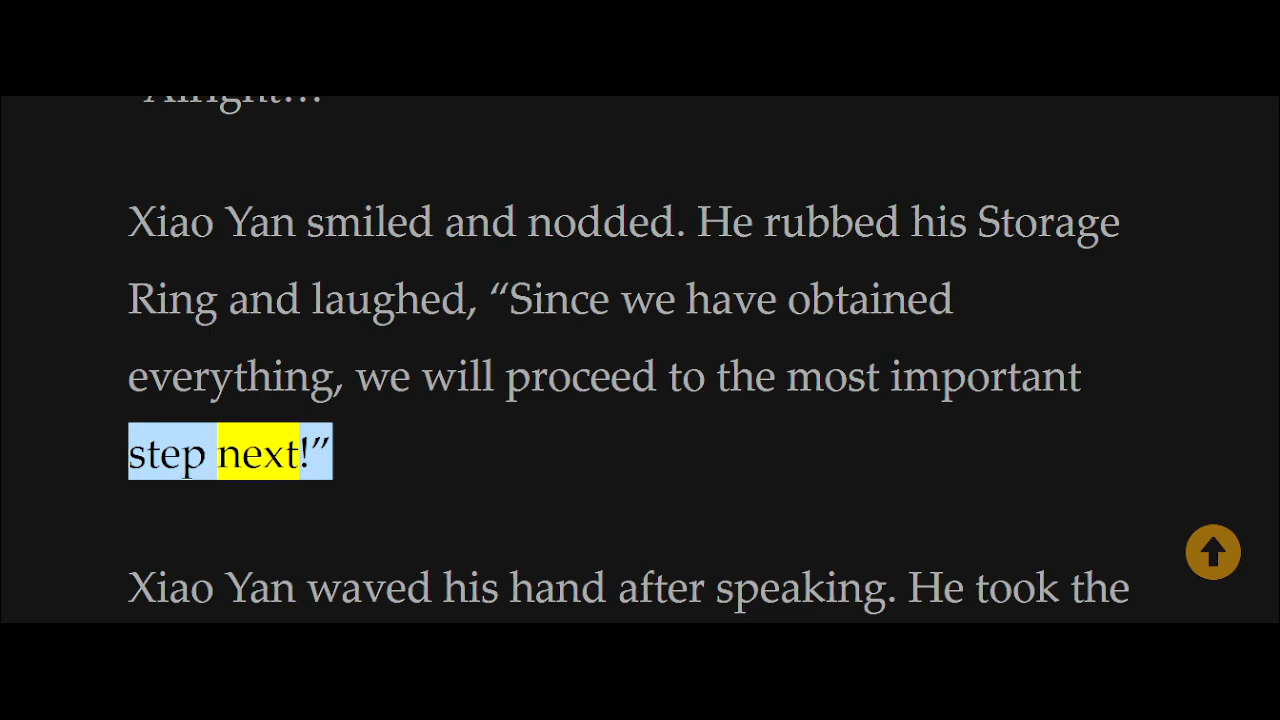 “Alright…
Xiao Yan smiled and nodded. He rubbed his Storage
Ring and laughed, “Since we have obtained
everything, we will proceed to the most important
step next!”
Xiao Yan waved his hand after speaking. He took the